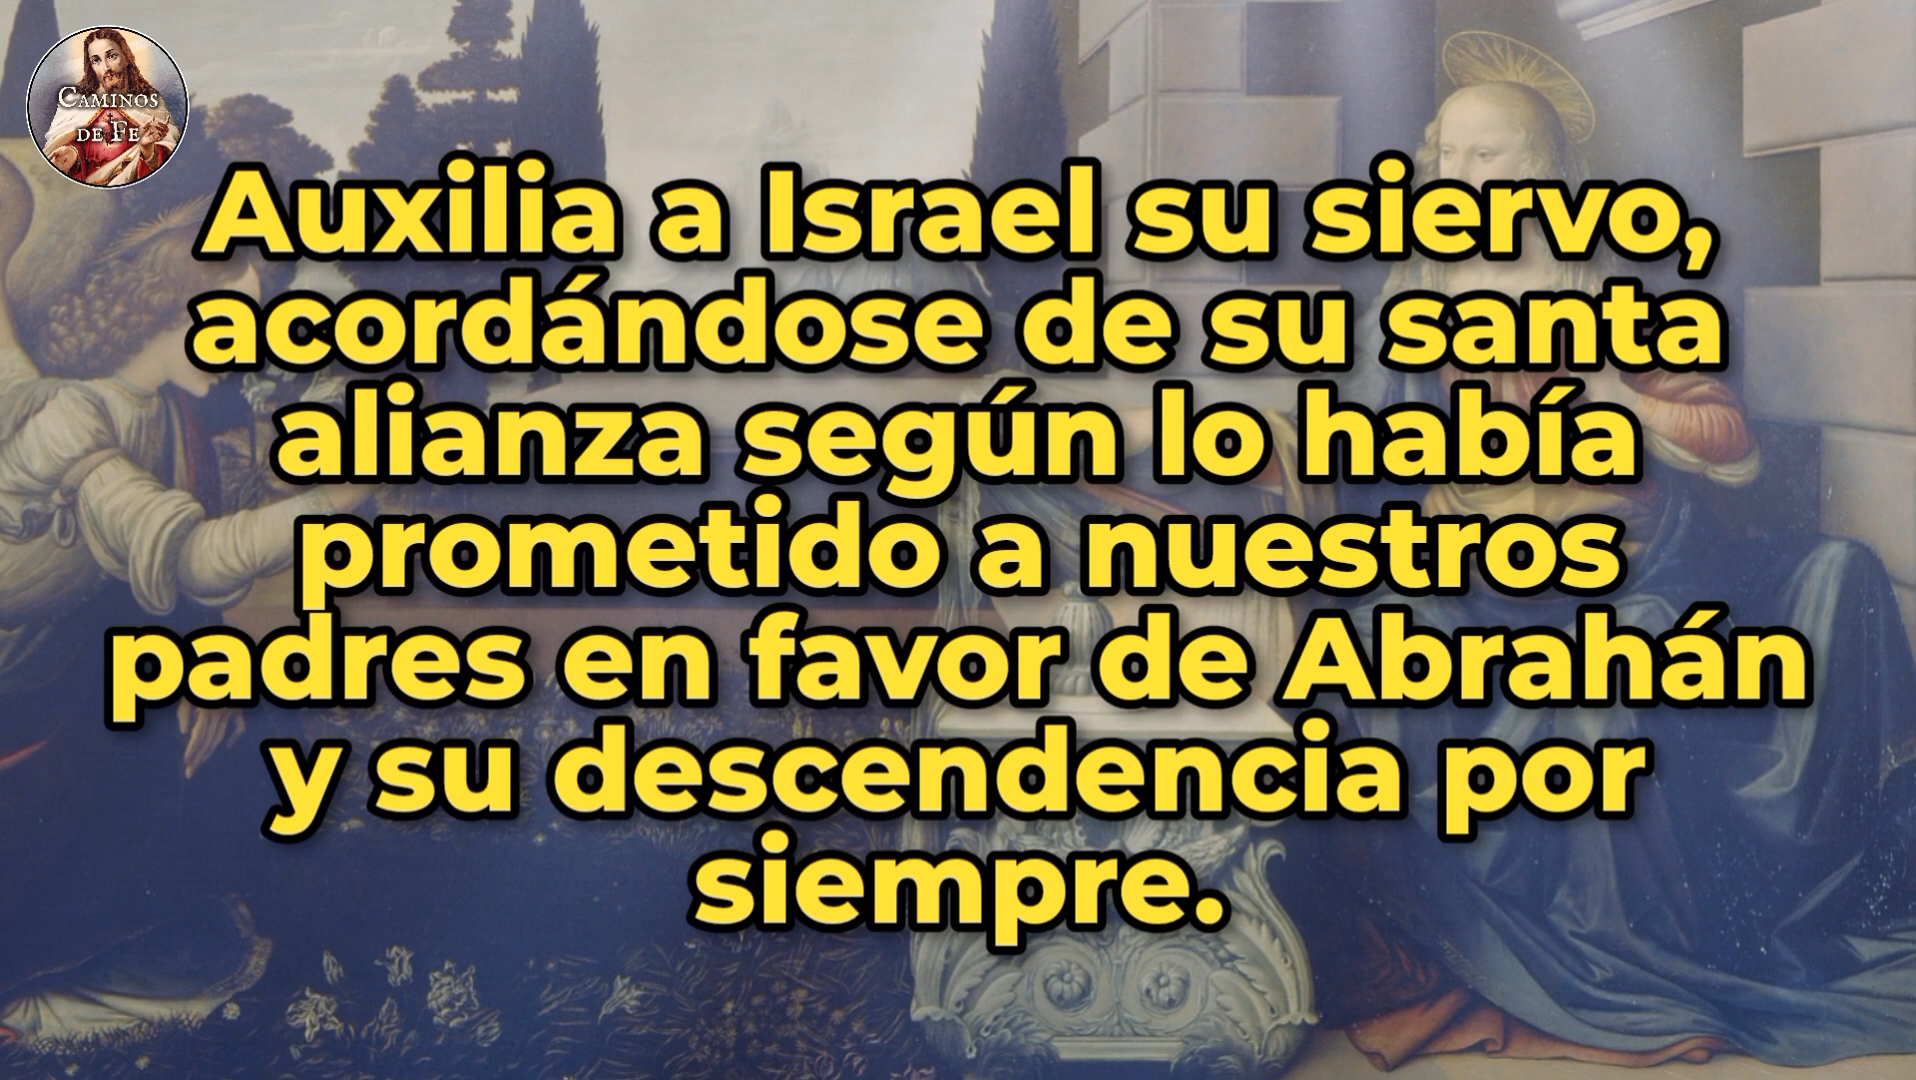 CAMINOS
DE FE
Auxilia a Israel su siervo,
acordándose de su santa
alianza según lo había
prometido a nuestros
padres en favor de Abrahán
y su descendencia por
siempre.